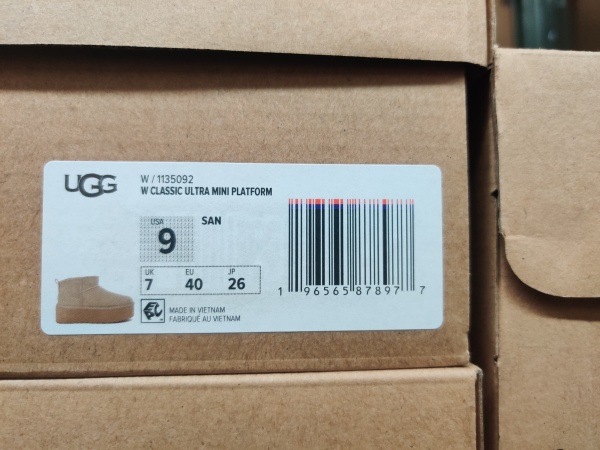 UGG
W / 1135092
W CLASSIC ULTRA MINI PLATFORM
USA
9
SAN
UK EU JP
7 40 26
1 96565 87897 7
MADE IN VIETNAM
FABRIQUÉ AU VIETNAM